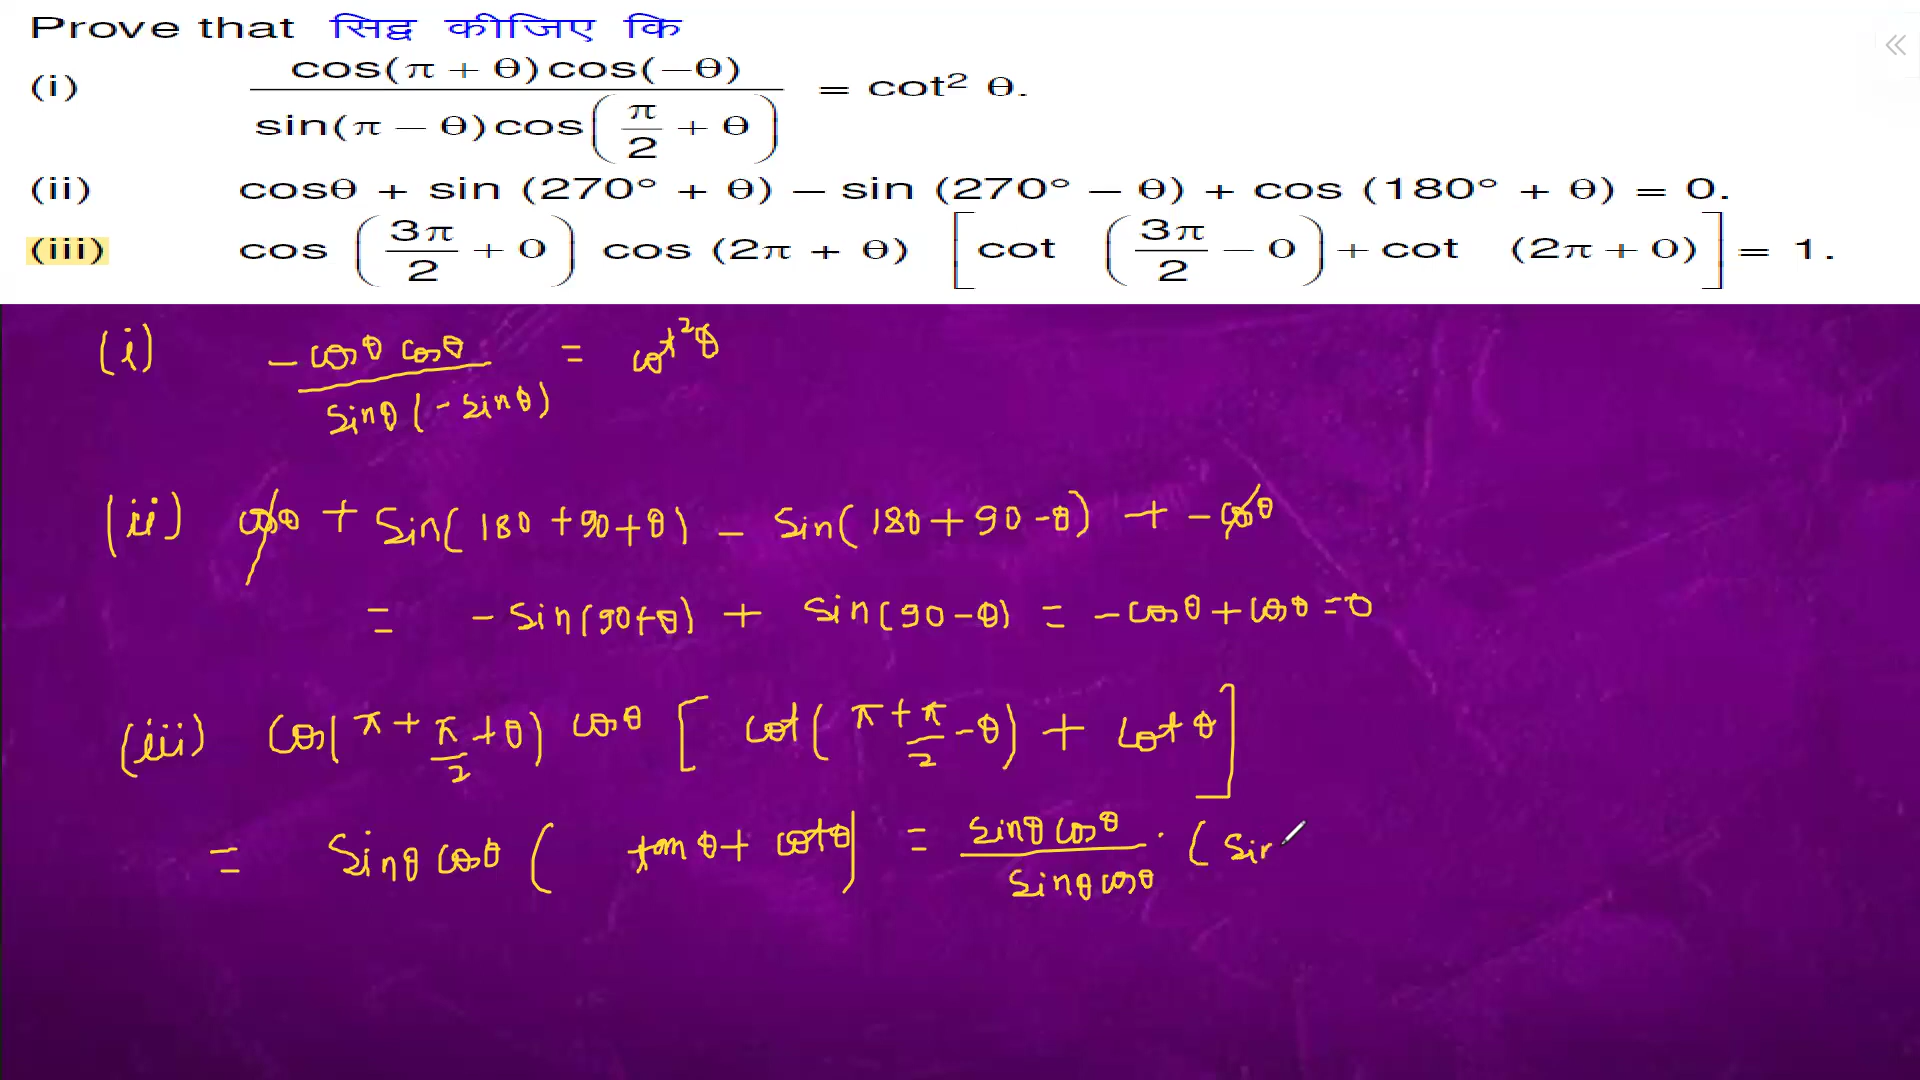 Prove that सिद्व कीजिए कि
(i) cos(π + θ)cos(−θ) / sin(π − θ)cos(π/2 + θ) = cot² θ.
(ii) cosθ + sin (270° + θ) − sin (270° − θ) + cos (180° + θ) = 0.
(iii) cos (3π/2 + 0) cos (2π + θ) [cot (3π/2 − 0) + cot (2π + 0)] = 1.
(i) −cosθ cosθ / sinθ(−sinθ) = cot²θ
(ii) cosθ + sin(180+90+θ) − sin(180+90−θ) + −cosθ
= −sin(90+θ) + sin(90−θ) = −cosθ + cosθ = 0
(iii) cos(π + π/2 + θ) cosθ [cot(π + π/2 − θ) + cotθ]
= sinθ cosθ (tanθ + cotθ) = sinθ cosθ / sinθ cosθ · (sin